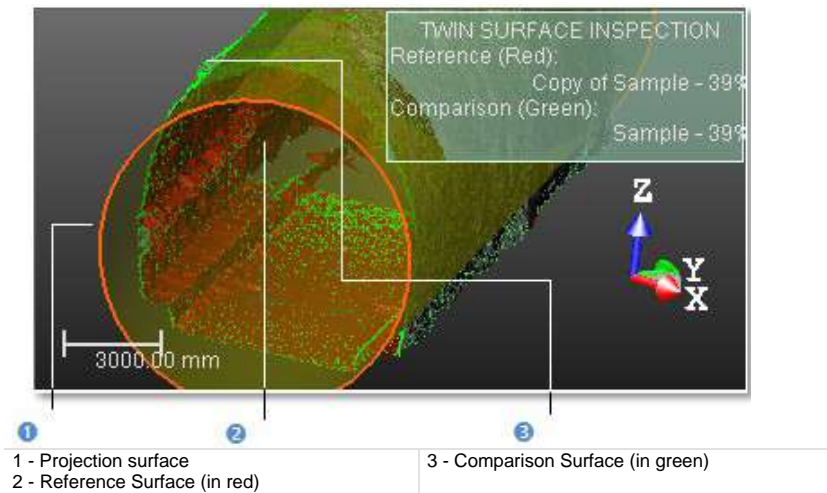 TWIN SURFACE INSPECTION
Reference (Red):
Copy of Sample - 39%
Comparison (Green):
Sample - 39%
Z
Y
X
3000.00 mm
1
2
3
1 - Projection surface
2 - Reference Surface (in red)
3 - Comparison Surface (in green)